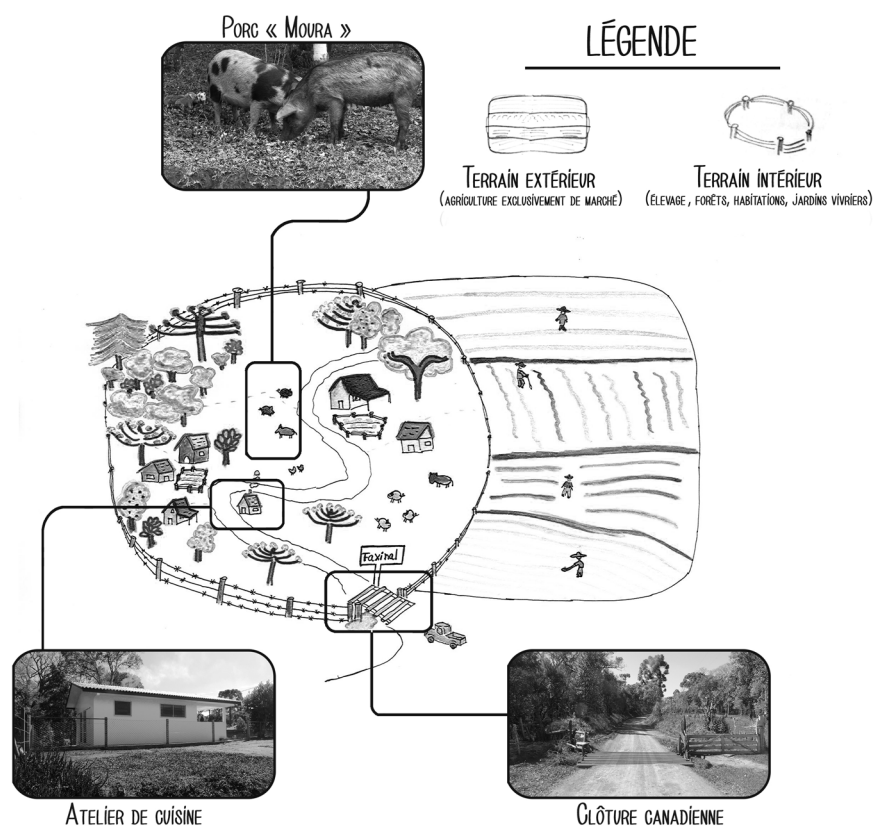 Porc « Moura »
LÉGENDE
Terrain extérieur
(agriculture exclusivement de marché)
Terrain intérieur
(élevage, forêts, habitations, jardins vivriers)
Faxinal
Atelier de cuisine
Clôture canadienne